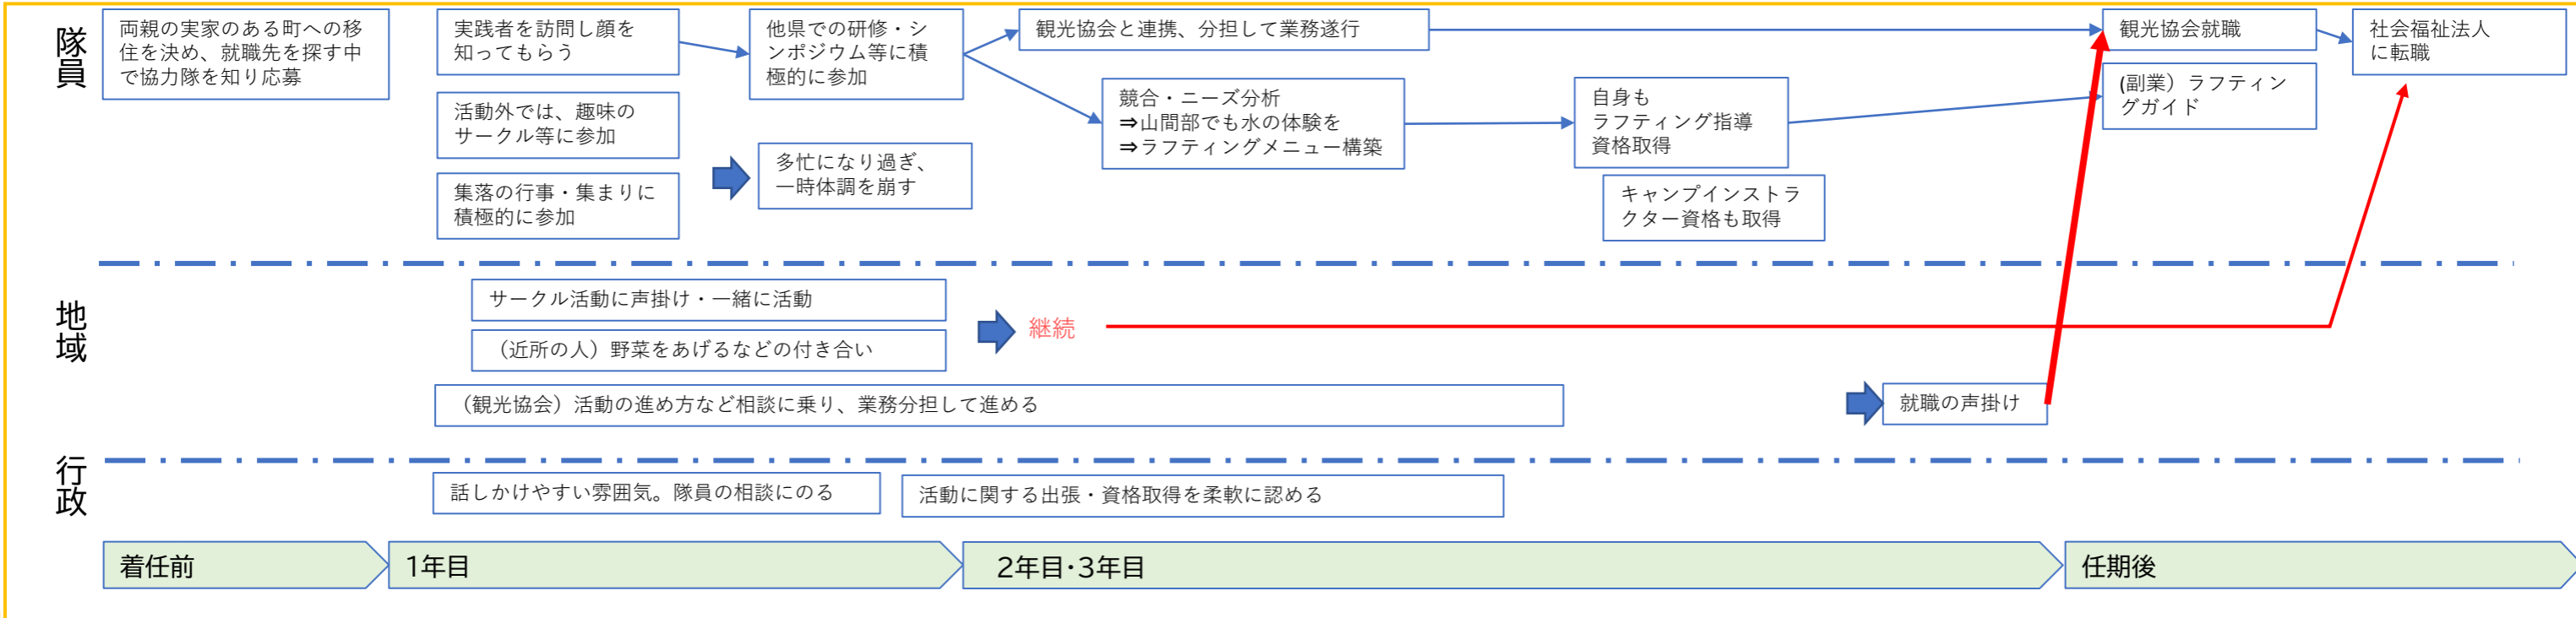 隊員
両親の実家のある町への移
住を決め、就職先を探す中
で協力隊を知り応募
実践者を訪問し顔を
知ってもらう
活動外では、趣味の
サークル等に参加
集落の行事・集まりに
積極的に参加
他県での研修・シ
ンポジウム等に積
極的に参加
多忙になり過ぎ、
一時体調を崩す
観光協会と連携、分担して業務遂行
競合・ニーズ分析
⇒山間部でも水の体験を
⇒ラフティングメニュー構築
自身も
ラフティング指導
資格取得
キャンプインストラ
クター資格も取得
観光協会就職
(副業）ラフティン
グガイド
社会福祉法人
に転職
地域
サークル活動に声掛け・一緒に活動
（近所の人）野菜をあげるなどの付き合い
継続
（観光協会）活動の進め方など相談に乗り、業務分担して進める
就職の声掛け
行政
話しかけやすい雰囲気。隊員の相談にのる
活動に関する出張・資格取得を柔軟に認める
着任前
1年目
2年目・3年目
任期後